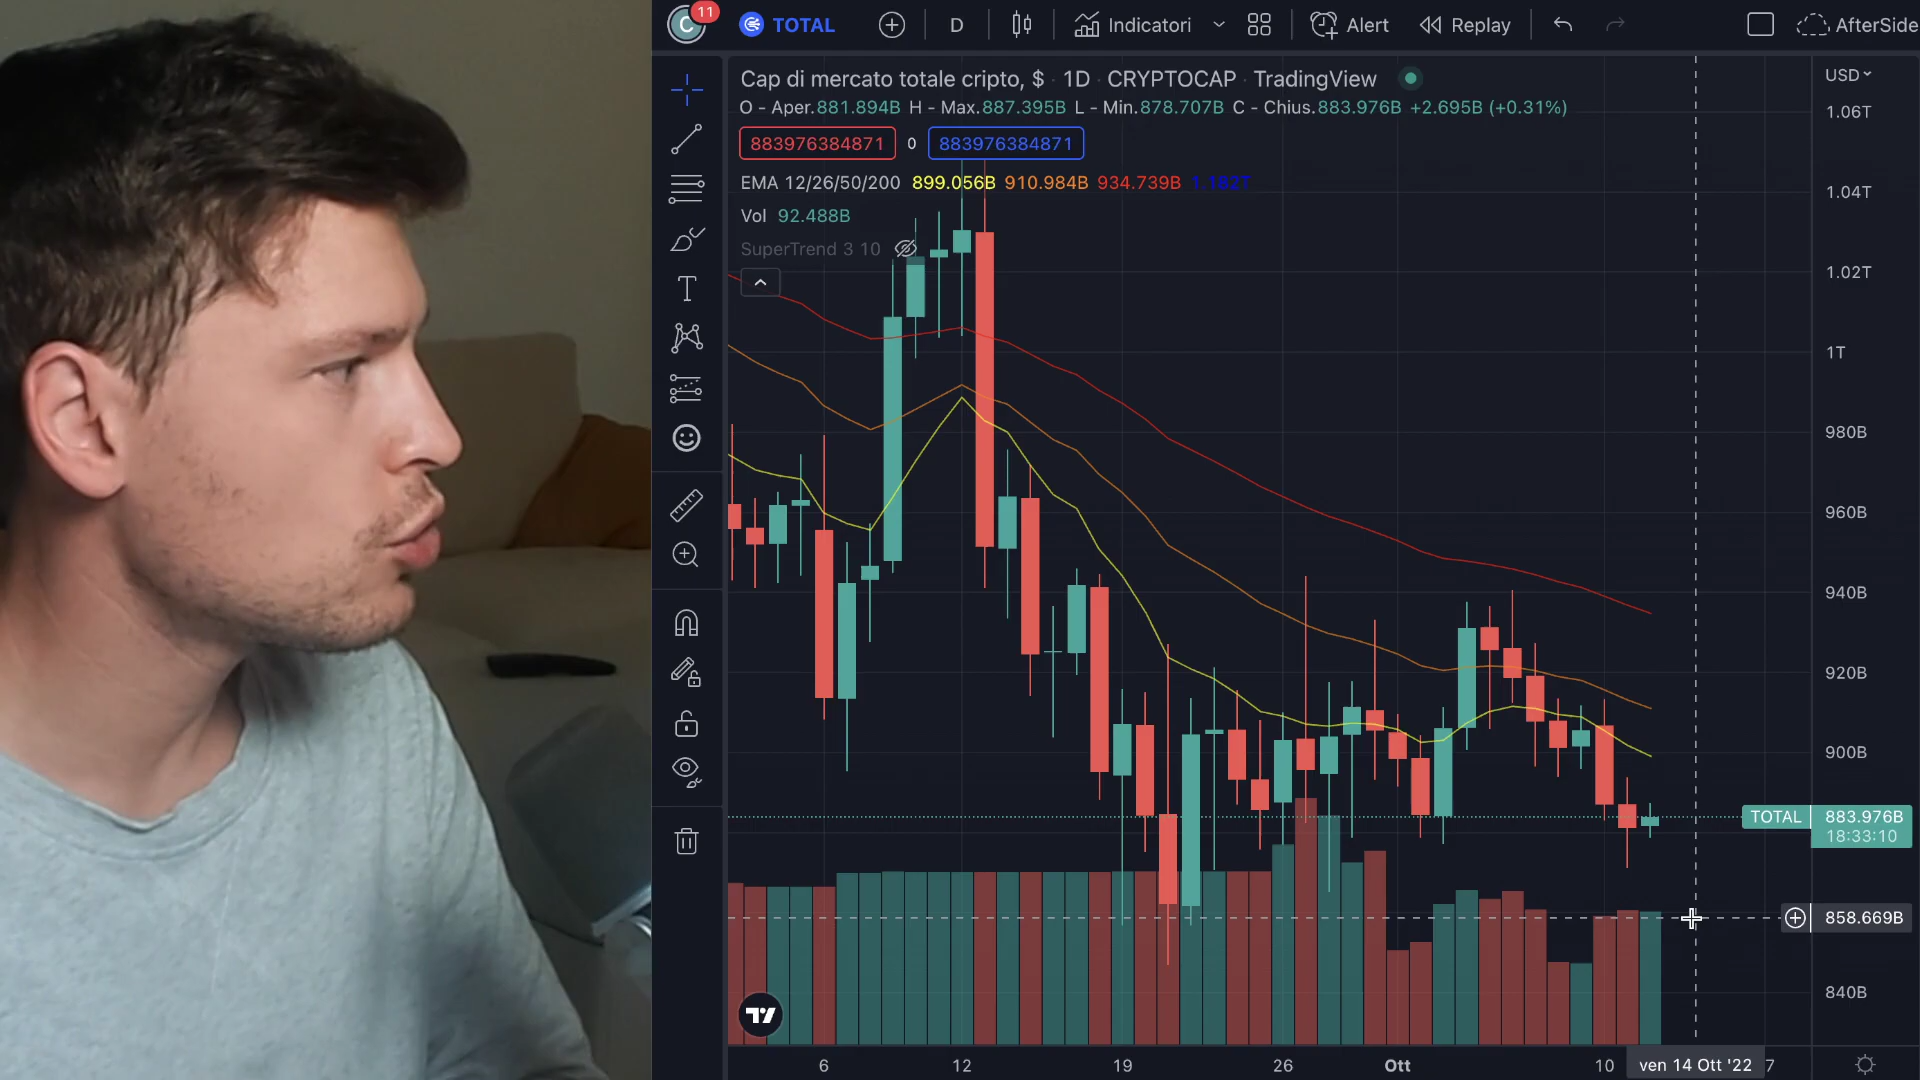 C 11 TOTAL D Indicatori Alert Replay AfterSide
Cap di mercato totale cripto, $ · 1D · CRYPTOCAP · TradingView
USD
O - Aper.881.894B H - Max.887.395B L - Min.878.707B C - Chius.883.976B +2.695B (+0.31%)
883976384871 0 883976384871
EMA 12/26/50/200 899.056B 910.984B 934.739B 1.182T
Vol 92.488B
SuperTrend 3 10
1.06T
1.04T
1.02T
1T
980B
960B
940B
920B
900B
TOTAL 883.976B
18:33:10
858.669B
840B
6 12 19 26 Ott 10 ven 14 Ott '22 7